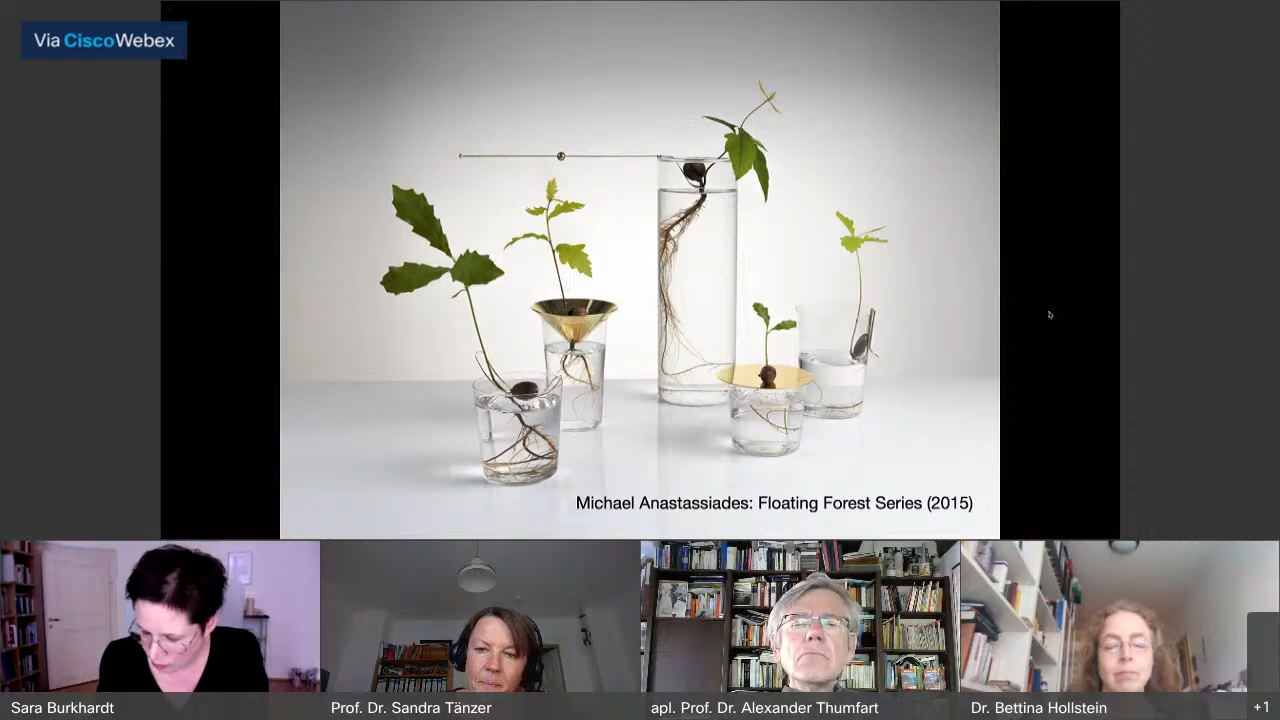 Via CiscoWebex
Michael Anastassiades: Floating Forest Series (2015)
Sara Burkhardt
Prof. Dr. Sandra Tänzer
apl. Prof. Dr. Alexander Thumfart
Dr. Bettina Hollstein
+1